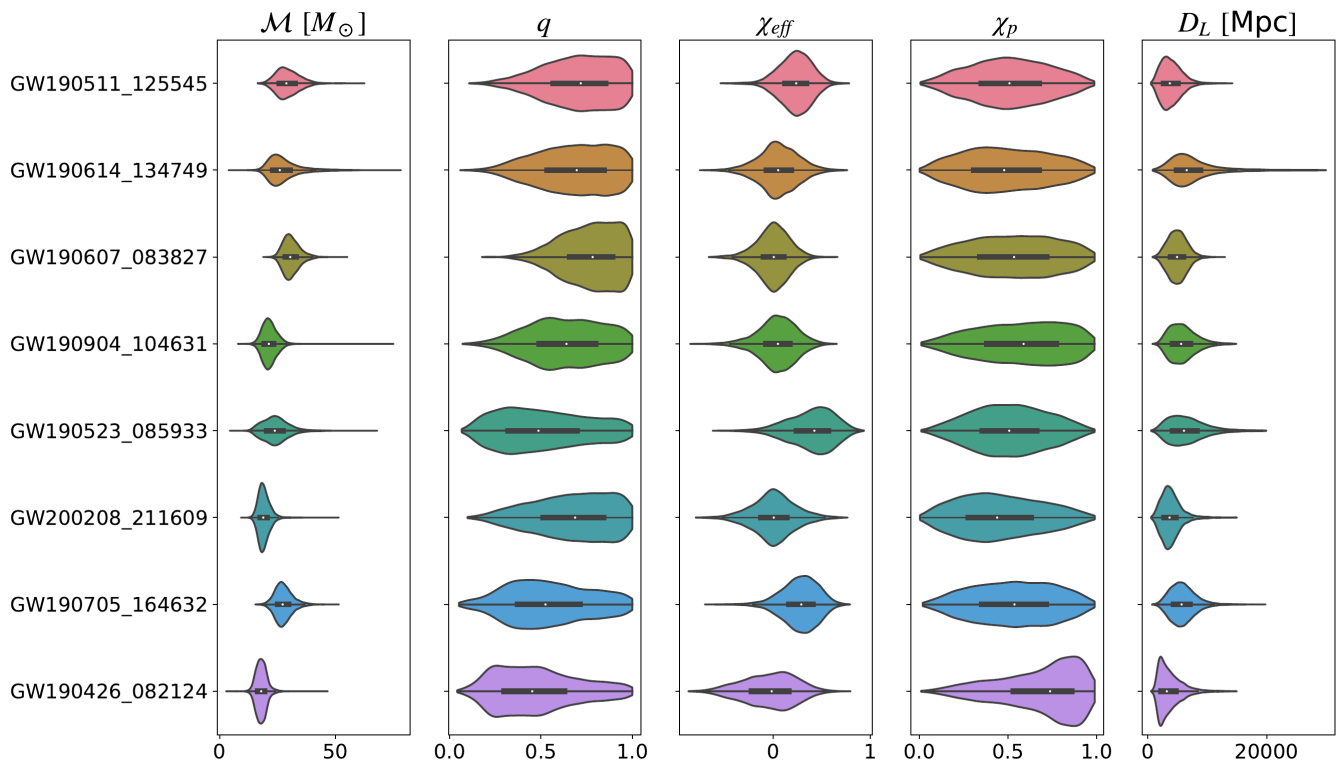 ℳ [M⊙] q χeff χp DL [Mpc]
GW190511_125545
GW190614_134749
GW190607_083827
GW190904_104631
GW190523_085933
GW200208_211609
GW190705_164632
GW190426_082124
0 50 0.0 0.5 1.0 0 1 0.0 0.5 1.0 0 20000